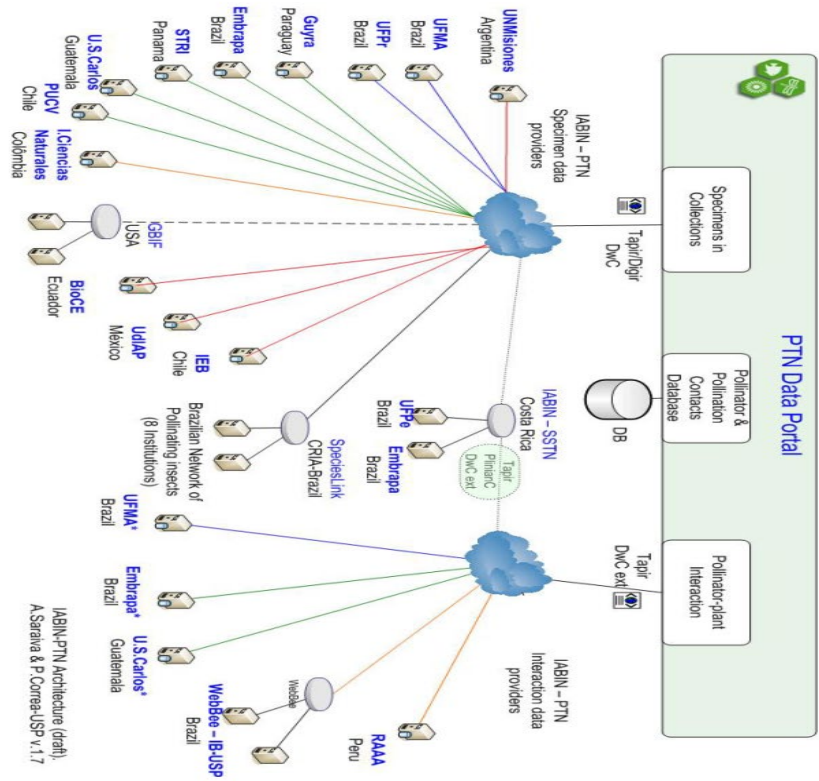 PTN Data Portal
Specimens in
Collections
Pollinator &
Pollination
Contacts
Database
Pollinator-plant
Interaction
Tapir/Digir
DwC
DB
Tapir
DwC ext
IABIN – PTN
Specimen data
providers
IABIN – PTN
Interaction data
providers
UNMisiones
Argentina
UFMA
Brazil
UFPr
Brazil
Guyra
Paraguay
Embrapa
Brazil
STRI
Panama
U.S.Carlos
Guatemala
PUCV
Chile
I.Ciencias
Naturales
Colômbia
GBIF
USA
BioCE
Ecuador
UdlAP
México
IEB
Chile
IABIN – SSTN
Costa Rica
UFPe
Brazil
Embrapa
Brazil
Tapir
PlinianC
DwC ext
SpeciesLink
CRIA-Brazil
Brazilian Network of
Pollinating insects
(8 Institutions)
UFMA*
Brazil
Embrapa*
Brazil
U.S.Carlos*
Guatemala
WebBee
WebBee – IB-USP
Brazil
RAAA
Peru
IABIN-PTN Architecture (draft).
A.Saraiva & P.Correa-USP v.1.7